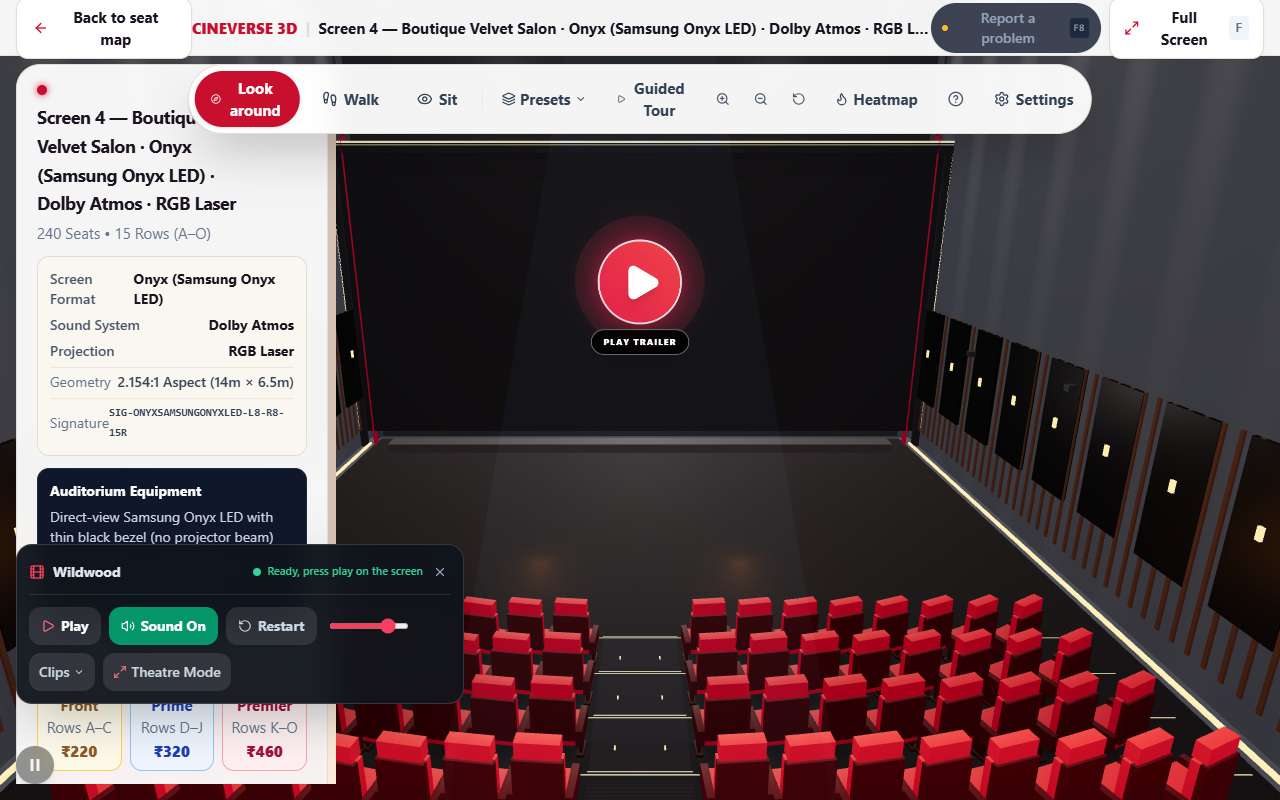 Back to seat
map
CINEVERSE 3D
Screen 4 — Boutique Velvet Salon · Onyx (Samsung Onyx LED) · Dolby Atmos · RGB L...
Report a
problem
F8
Full
Screen
F
Look
around
Walk
Sit
Presets
Guided
Tour
Heatmap
Settings
Screen 4 — Boutiqu
Velvet Salon · Onyx
(Samsung Onyx LED) ·
Dolby Atmos · RGB Laser
240 Seats • 15 Rows (A–O)
Screen
Format
Onyx (Samsung Onyx
LED)
Sound System
Dolby Atmos
Projection
RGB Laser
Geometry
2.154:1 Aspect (14m × 6.5m)
Signature
SIG-ONYXSAMSUNGONYXLED-L8-R8-
15R
Auditorium Equipment
Direct-view Samsung Onyx LED with
thin black bezel (no projector beam)
PLAY TRAILER
Wildwood
Ready, press play on the screen
Play
Sound On
Restart
Clips
Theatre Mode
Front
Prime
Premier
Rows A–C
Rows D–J
Rows K–O
₹220
₹320
₹460